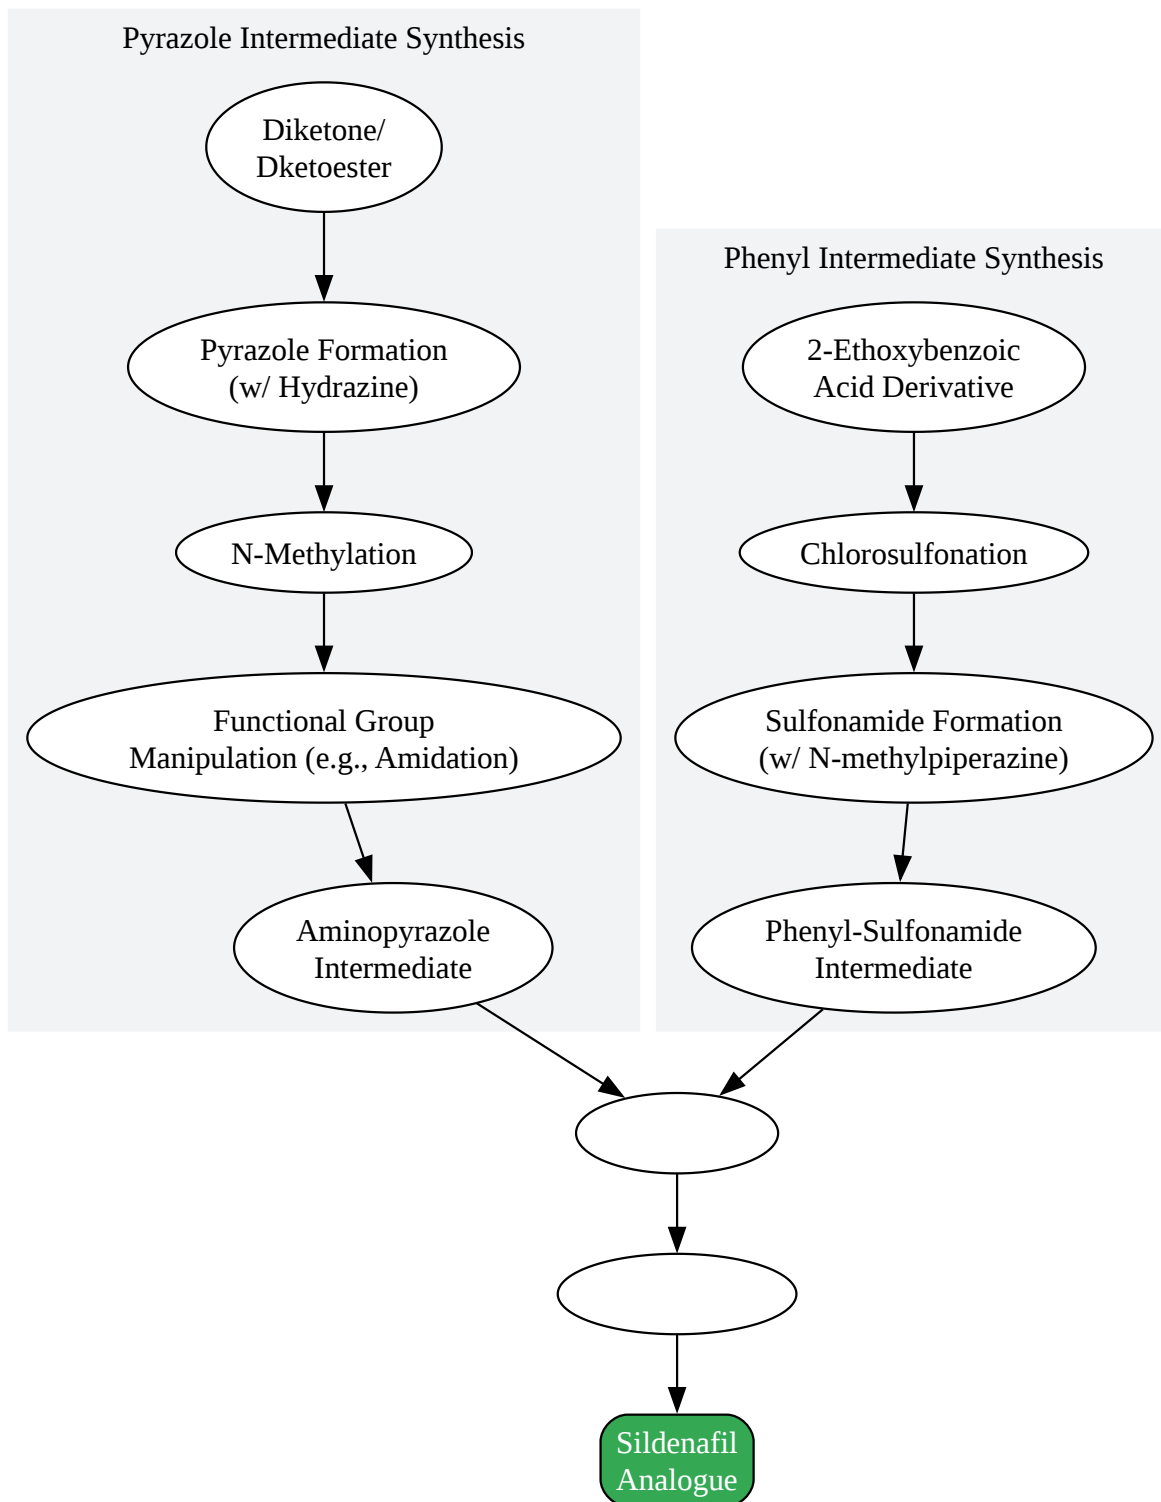 Pyrazole Intermediate Synthesis
Diketone/
Dketoester
Pyrazole Formation
(w/ Hydrazine)
N-Methylation
Functional Group
Manipulation (e.g., Amidation)
Aminopyrazole
Intermediate
Phenyl Intermediate Synthesis
2-Ethoxybenzoic
Acid Derivative
Chlorosulfonation
Sulfonamide Formation
(w/ N-methylpiperazine)
Phenyl-Sulfonamide
Intermediate
Sildenafil
Analogue